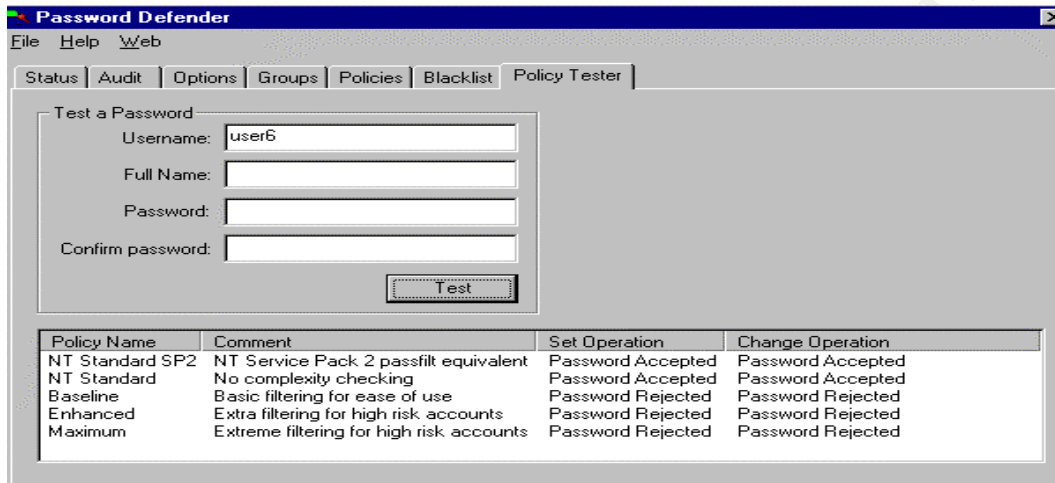 Password Defender
File Help Web
Status Audit Options Groups Policies Blacklist Policy Tester
Test a Password
Username: user6
Full Name:
Password:
Confirm password:
Test
Policy Name Comment Set Operation Change Operation
NT Standard SP2 NT Service Pack 2 passfilt equivalent Password Accepted Password Accepted
NT Standard No complexity checking Password Accepted Password Accepted
Baseline Basic filtering for ease of use Password Rejected Password Rejected
Enhanced Extra filtering for high risk accounts Password Rejected Password Rejected
Maximum Extreme filtering for high risk accounts Password Rejected Password Rejected